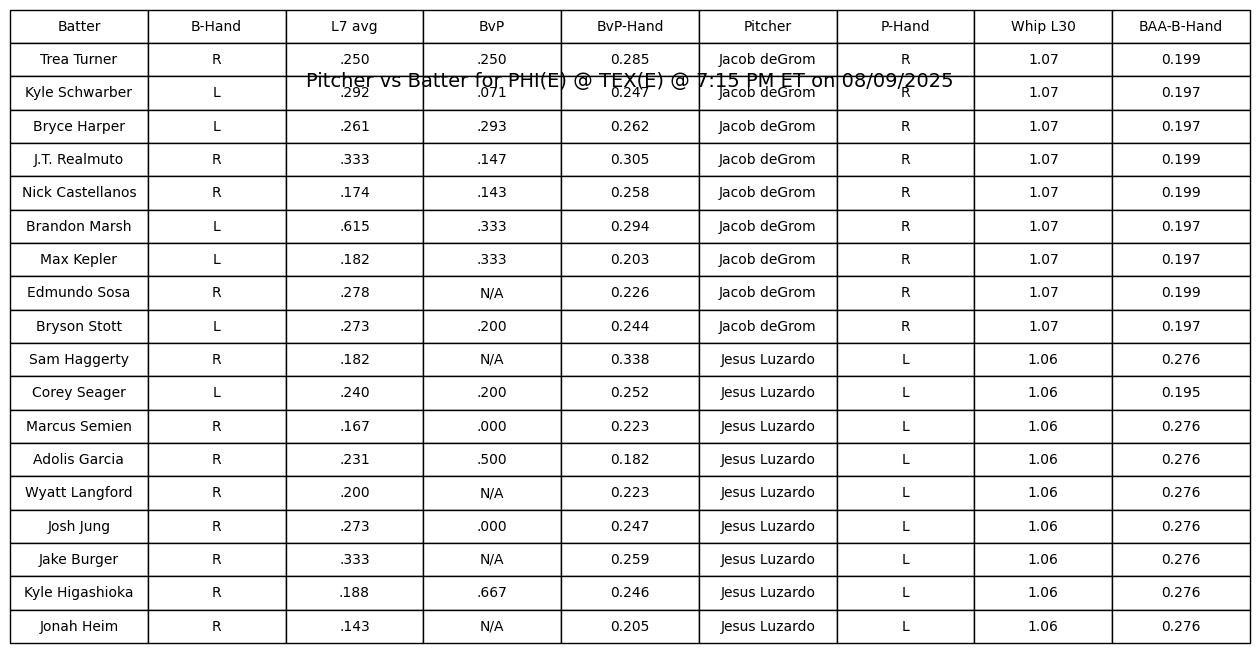 Batter B-Hand L7 avg BvP BvP-Hand Pitcher P-Hand Whip L30 BAA-B-Hand
Trea Turner R .250 .250 0.285 Jacob deGrom R 1.07 0.199
Pitcher vs Batter for PHI(E) @ TEX(E) @ 7:15 PM ET on 08/09/2025
Kyle Schwarber L .292 .071 0.247 Jacob deGrom R 1.07 0.197
Bryce Harper L .261 .293 0.262 Jacob deGrom R 1.07 0.197
J.T. Realmuto R .333 .147 0.305 Jacob deGrom R 1.07 0.199
Nick Castellanos R .174 .143 0.258 Jacob deGrom R 1.07 0.199
Brandon Marsh L .615 .333 0.294 Jacob deGrom R 1.07 0.197
Max Kepler L .182 .333 0.203 Jacob deGrom R 1.07 0.197
Edmundo Sosa R .278 N/A 0.226 Jacob deGrom R 1.07 0.199
Bryson Stott L .273 .200 0.244 Jacob deGrom R 1.07 0.197
Sam Haggerty R .182 N/A 0.338 Jesus Luzardo L 1.06 0.276
Corey Seager L .240 .200 0.252 Jesus Luzardo L 1.06 0.195
Marcus Semien R .167 .000 0.223 Jesus Luzardo L 1.06 0.276
Adolis Garcia R .231 .500 0.182 Jesus Luzardo L 1.06 0.276
Wyatt Langford R .200 N/A 0.223 Jesus Luzardo L 1.06 0.276
Josh Jung R .273 .000 0.247 Jesus Luzardo L 1.06 0.276
Jake Burger R .333 N/A 0.259 Jesus Luzardo L 1.06 0.276
Kyle Higashioka R .188 .667 0.246 Jesus Luzardo L 1.06 0.276
Jonah Heim R .143 N/A 0.205 Jesus Luzardo L 1.06 0.276